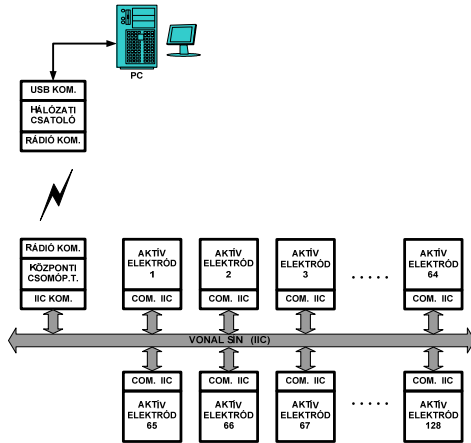 PC
USB KOM.
HÁLÓZATI
CSATOLÓ
RÁDIÓ KOM.
RÁDIÓ KOM.
KÖZPONTI
CSOMÓP.T.
IIC KOM.
AKTÍV
ELEKTRÓD
1
COM. IIC
AKTÍV
ELEKTRÓD
2
COM. IIC
AKTÍV
ELEKTRÓD
3
COM. IIC
.....
AKTÍV
ELEKTRÓD
64
COM. IIC
VONAL SIN (IIC)
COM. IIC
AKTÍV
ELEKTRÓD
65
COM. IIC
AKTÍV
ELEKTRÓD
66
COM. IIC
AKTÍV
ELEKTRÓD
67
.....
COM. IIC
AKTÍV
ELEKTRÓD
128